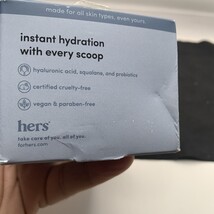 made for all skin types, even yours.
instant hydration
with every scoop
hyaluronic acid, squalane, and prebiotics
certified cruelty-free
vegan & paraben-free
hers
take care of you. all of you.
forhers.com